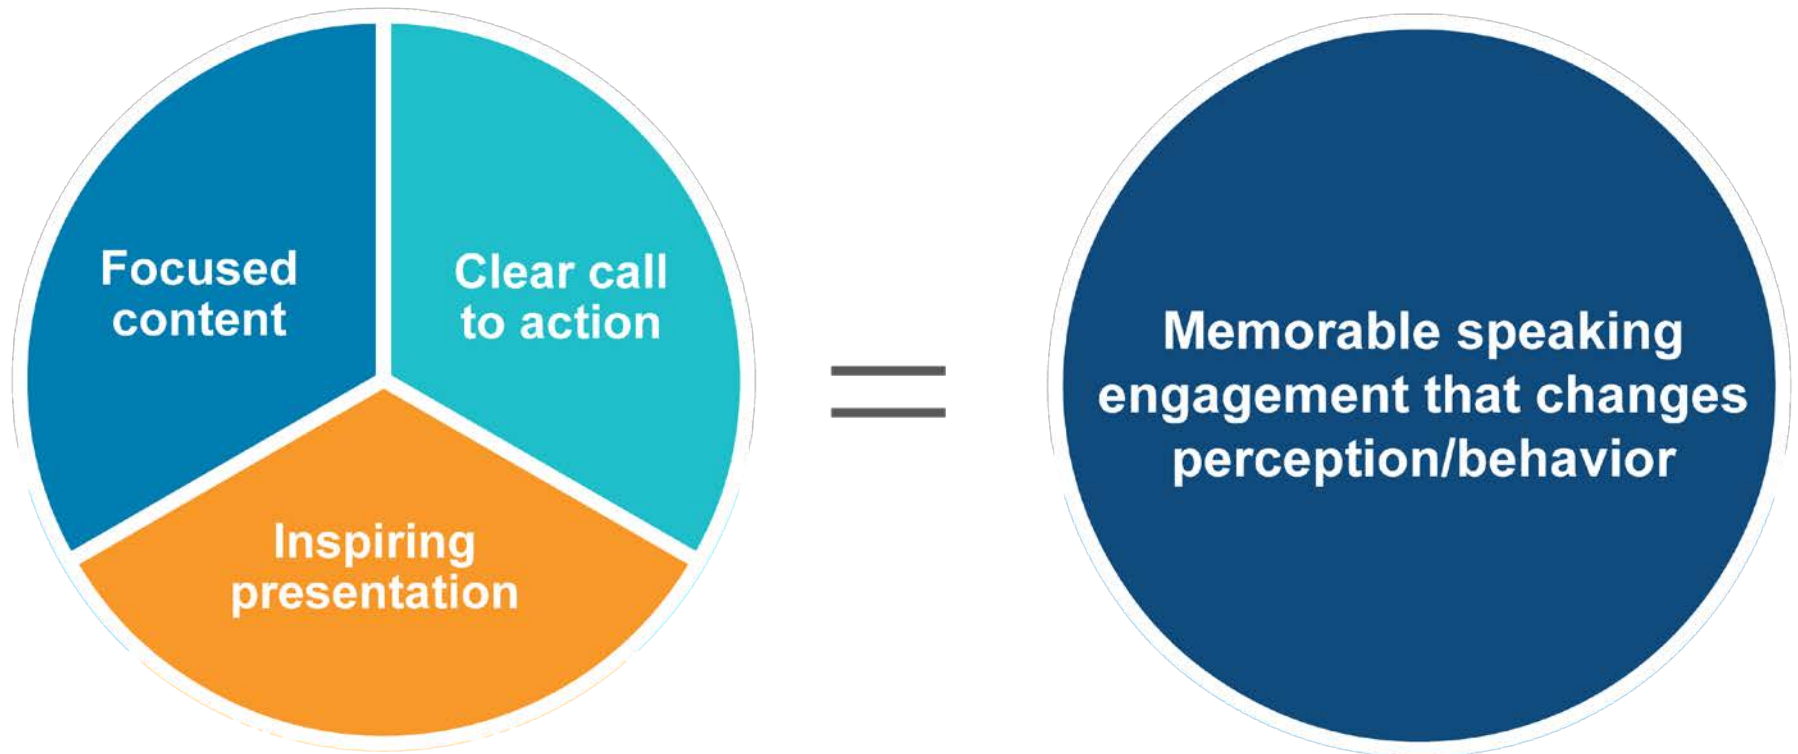 Focused
content
Clear call
to action
Inspiring
presentation
=
Memorable speaking
engagement that changes
perception/behavior